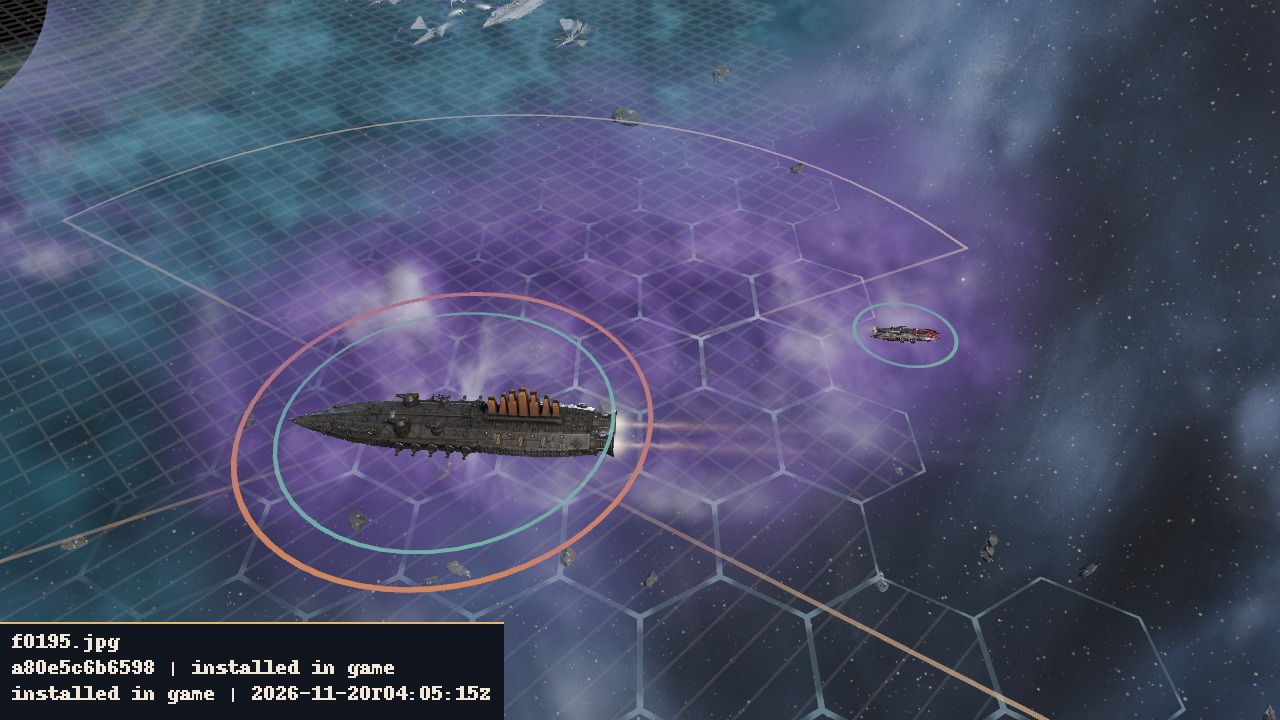 f0195.jpg
a80e5c6b6598 | installed in game
installed in game | 2026-11-20T04:05:15Z